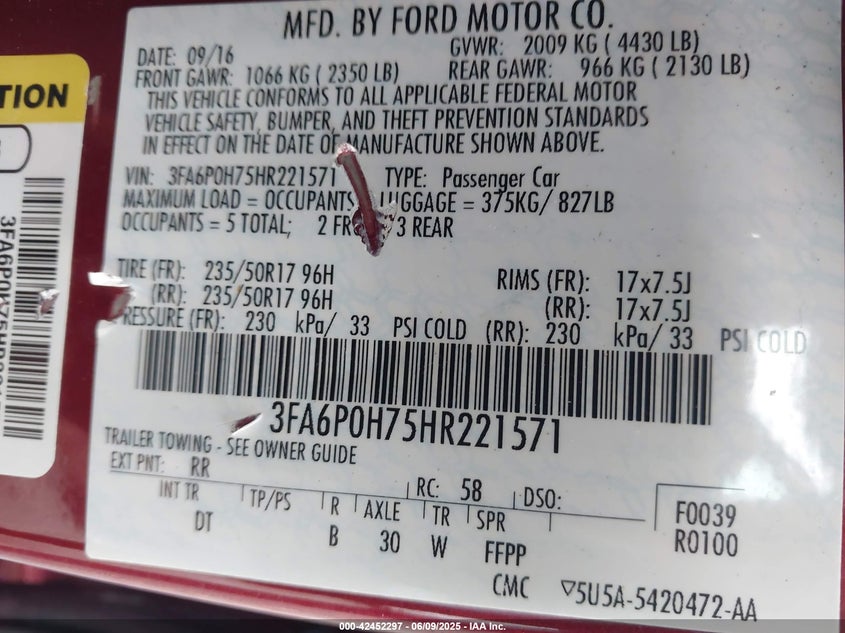 MFD. BY FORD MOTOR CO.
DATE: 09/16 GVWR: 2009 KG ( 4430 LB)
FRONT GAWR: 1066 KG ( 2350 LB) REAR GAWR: 966 KG ( 2130 LB)
THIS VEHICLE CONFORMS TO ALL APPLICABLE FEDERAL MOTOR
VEHICLE SAFETY, BUMPER, AND THEFT PREVENTION STANDARDS
IN EFFECT ON THE DATE OF MANUFACTURE SHOWN ABOVE.
VIN: 3FA6P0H75HR221571 TYPE: Passenger Car
MAXIMUM LOAD = OCCUPANTS LUGGAGE = 375KG/ 827LB
OCCUPANTS = 5 TOTAL; 2 FR 3 REAR
TIRE (FR): 235/50R17 96H RIMS (FR): 17x7.5J
(RR): 235/50R17 96H (RR): 17x7.5J
PRESSURE (FR): 230 kPa/ 33 PSI COLD (RR): 230 kPa/ 33 PSI COLD
3FA6P0H75HR221571
TRAILER TOWING - SEE OWNER GUIDE
EXT PNT: RR RC: 58 DSO:
INT TR TP/PS R AXLE TR SPR F0039
DT B 30 W FFPP R0100
CMC ▽5U5A-5420472-AA
TION
000-42452297 - 06/09/2025 - IAA Inc.